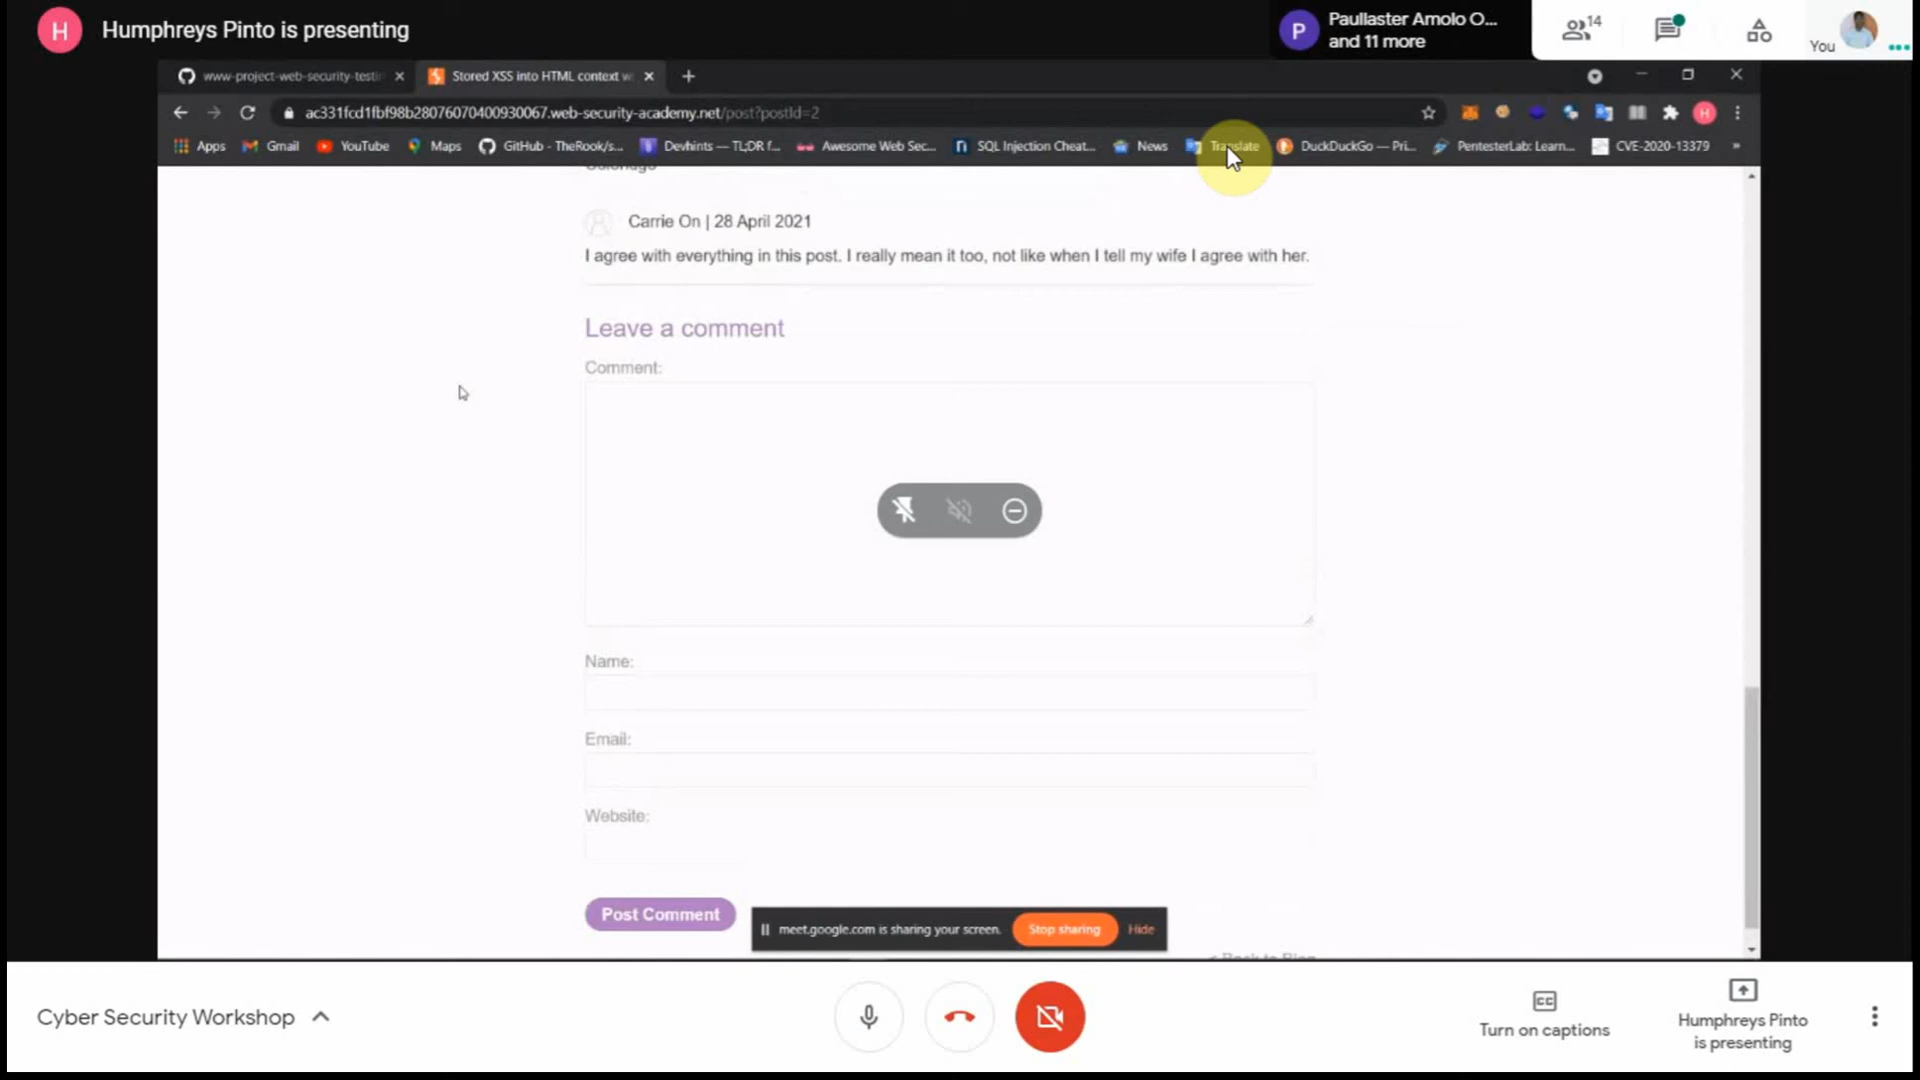 H
Humphreys Pinto is presenting
P
Paullaster Amolo O...
and 11 more
14
You
www-project-web-security-testin
Stored XSS into HTML context w
ac331fcd1fbf98b28076070400930067.web-security-academy.net/post?postId=2
H
Apps
Gmail
YouTube
Maps
GitHub - TheRook/s...
Devhints — TL;DR f...
Awesome Web Sec...
SQL Injection Cheat...
News
Translate
DuckDuckGo — Pri...
PentesterLab: Learn...
CVE-2020-13379
»
Carrie On | 28 April 2021
I agree with everything in this post. I really mean it too, not like when I tell my wife I agree with her.
Leave a comment
Comment:
Name:
Email:
Website:
Post Comment
meet.google.com is sharing your screen.
Stop sharing
Hide
< Back to Blog
Cyber Security Workshop
CC
Turn on captions
Humphreys Pinto
is presenting